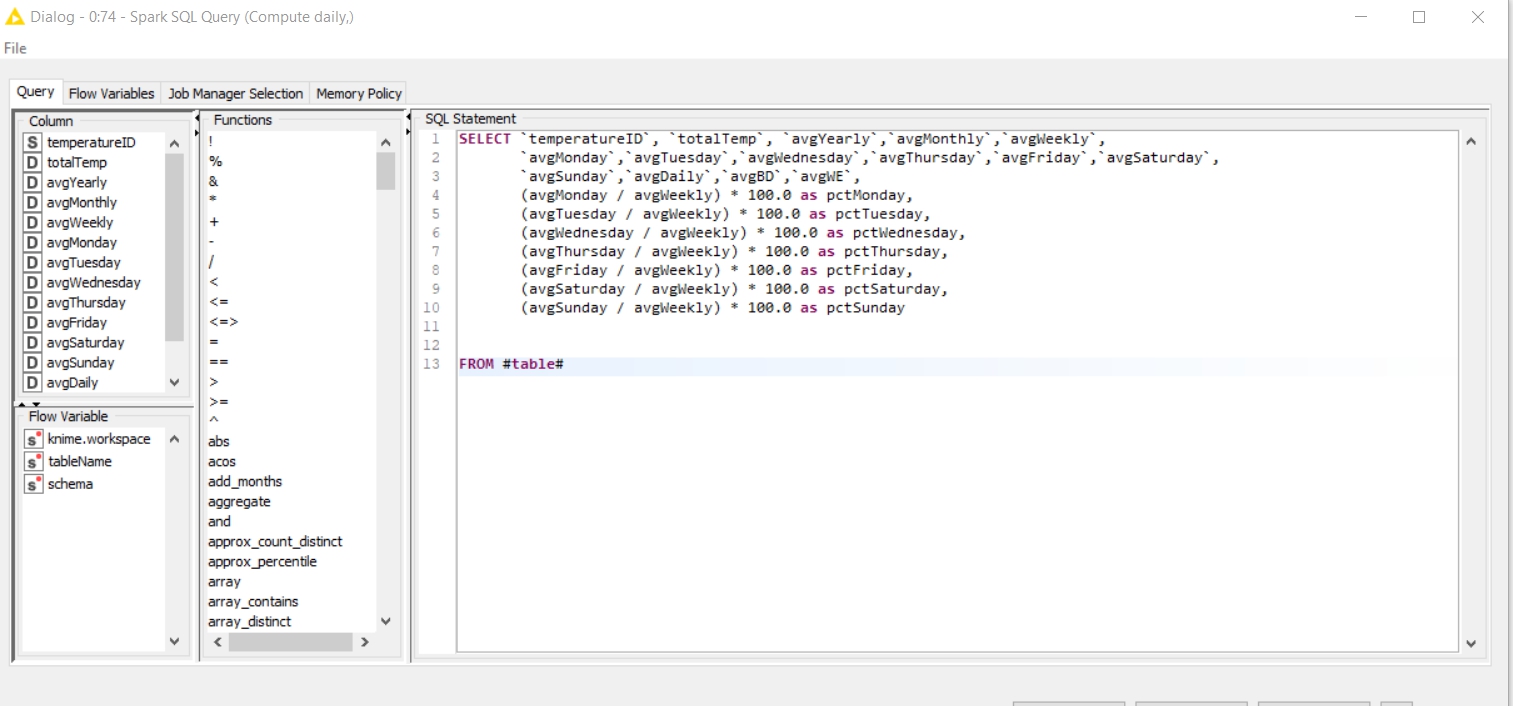 Dialog - 0:74 - Spark SQL Query (Compute daily,)
File
Query
Flow Variables
Job Manager Selection
Memory Policy
Column
S temperatureID
D totalTemp
D avgYearly
D avgMonthly
D avgWeekly
D avgMonday
D avgTuesday
D avgWednesday
D avgThursday
D avgFriday
D avgSaturday
D avgSunday
D avgDaily
Flow Variable
s knime.workspace
s tableName
s schema
Functions
!
%
&
*
+
-
/
<
<=
<=>
=
==
>
>=
^
abs
acos
add_months
aggregate
and
approx_count_distinct
approx_percentile
array
array_contains
array_distinct
SQL Statement
1 SELECT `temperatureID`, `totalTemp`, `avgYearly`,`avgMonthly`,`avgWeekly`,
2 `avgMonday`,`avgTuesday`,`avgWednesday`,`avgThursday`,`avgFriday`,`avgSaturday`,
3 `avgSunday`,`avgDaily`,`avgBD`,`avgWE`,
4 (avgMonday / avgWeekly) * 100.0 as pctMonday,
5 (avgTuesday / avgWeekly) * 100.0 as pctTuesday,
6 (avgWednesday / avgWeekly) * 100.0 as pctWednesday,
7 (avgThursday / avgWeekly) * 100.0 as pctThursday,
8 (avgFriday / avgWeekly) * 100.0 as pctFriday,
9 (avgSaturday / avgWeekly) * 100.0 as pctSaturday,
10 (avgSunday / avgWeekly) * 100.0 as pctSunday
11
12
13 FROM #table#